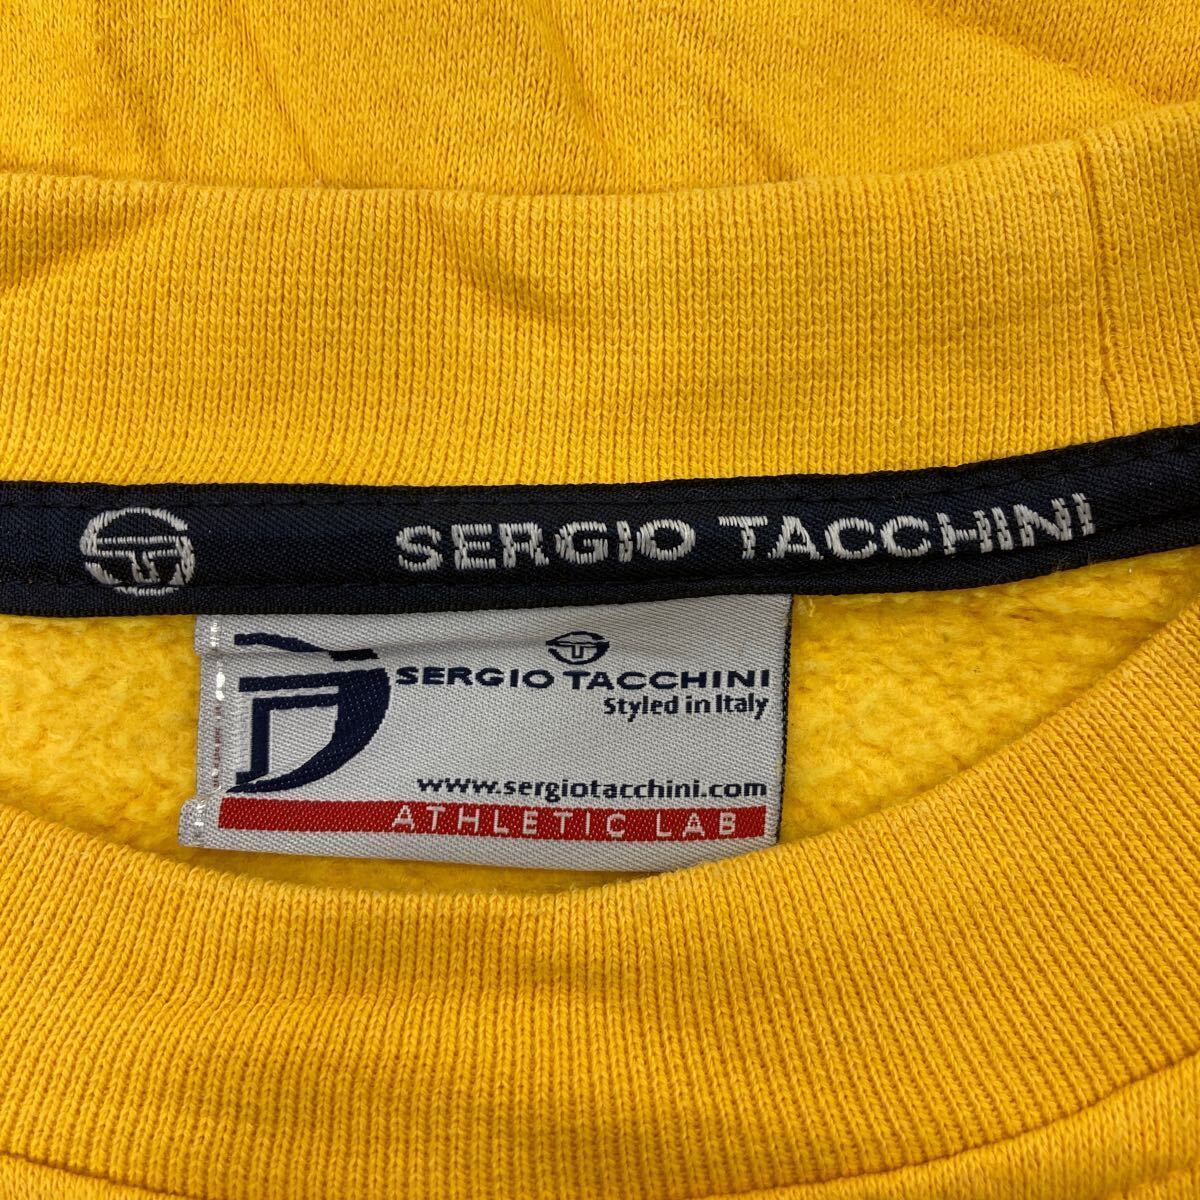 SERGIO TACCHINI
SERGIO TACCHINI
Styled in Italy
www.sergiotacchini.com
ATHLETIC LAB